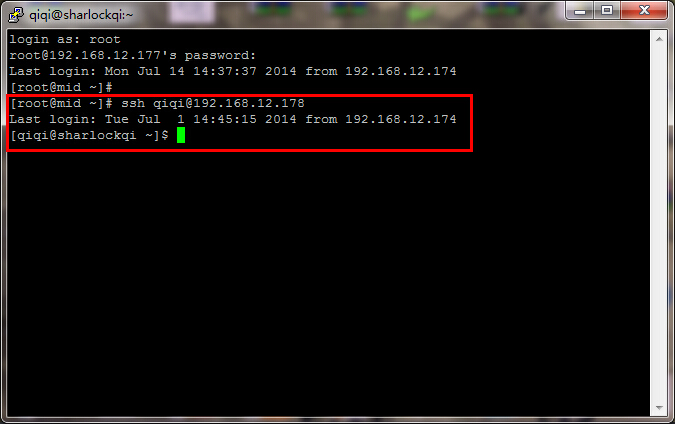 qiqi@sharlockqi:~
login as: root
root@192.168.12.177's password:
Last login: Mon Jul 14 14:37:37 2014 from 192.168.12.174
[root@mid ~]#
[root@mid ~]# ssh qiqi@192.168.12.178
Last login: Tue Jul  1 14:45:15 2014 from 192.168.12.174
[qiqi@sharlockqi ~]$